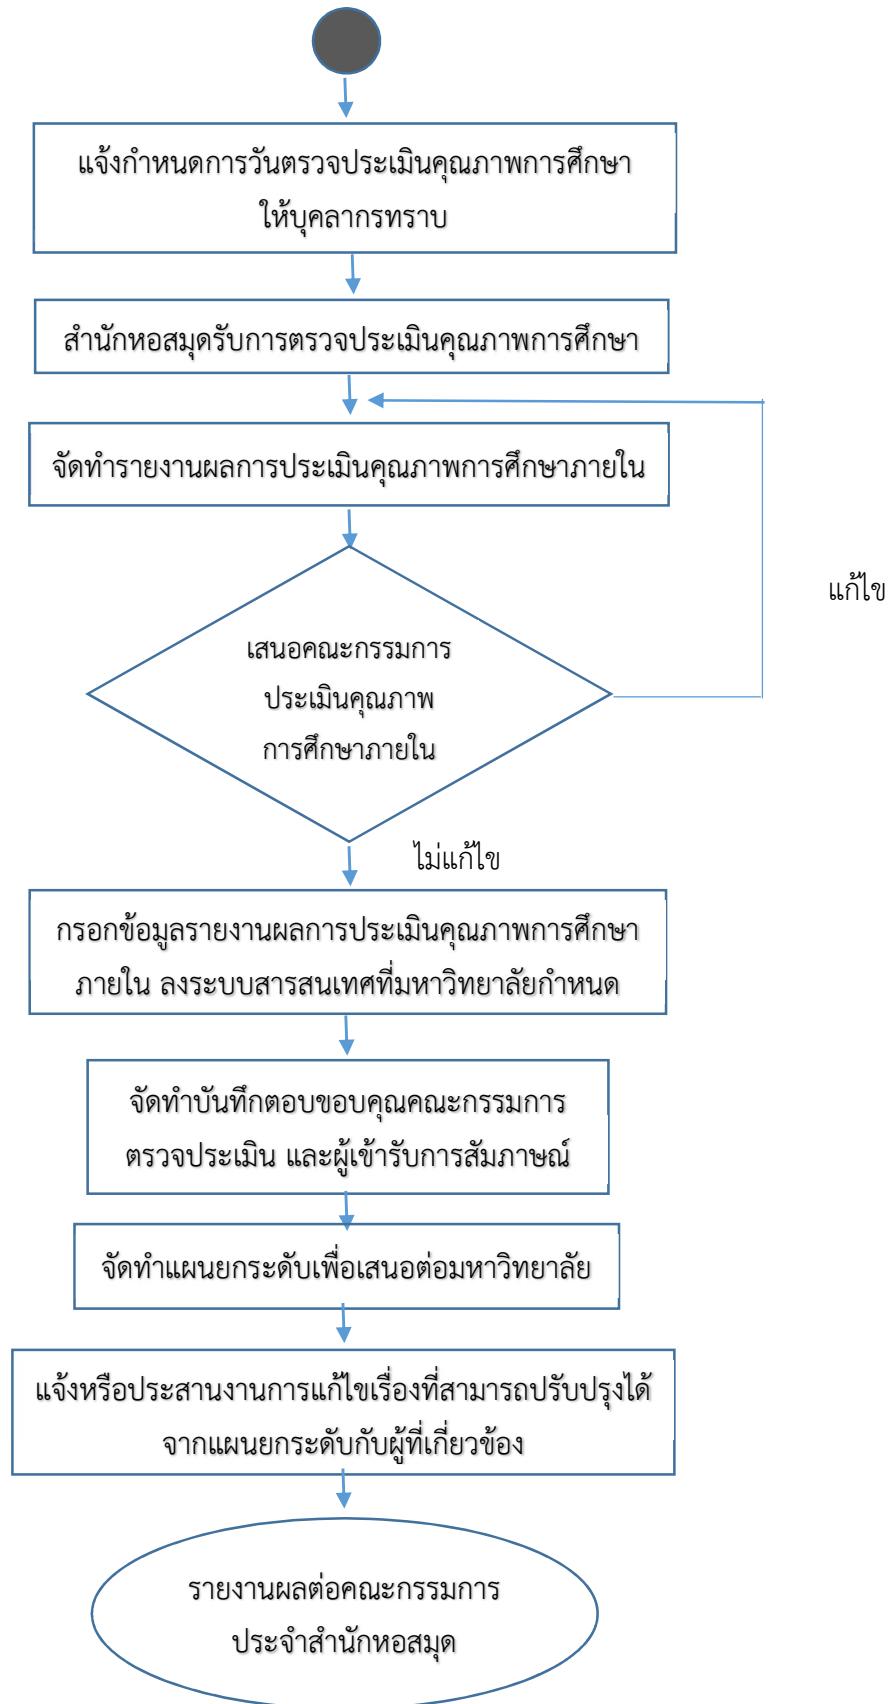 แจ้งกำหนดการวันตรวจประเมินคุณภาพการศึกษา
ให้บุคลากรทราบ
สำนักหอสมุดรับการตรวจประเมินคุณภาพการศึกษา
จัดทำรายงานผลการประเมินคุณภาพการศึกษาภายใน
แก้ไข
เสนอคณะกรรมการ
ประเมินคุณภาพ
การศึกษาภายใน
ไม่แก้ไข
กรอกข้อมูลรายงานผลการประเมินคุณภาพการศึกษา
ภายใน ลงระบบสารสนเทศที่มหาวิทยาลัยกำหนด
จัดทำบันทึกตอบขอบคุณคณะกรรมการ
ตรวจประเมิน และผู้เข้ารับการสัมภาษณ์
จัดทำแผนยกระดับเพื่อเสนอต่อมหาวิทยาลัย
แจ้งหรือประสานงานการแก้ไขเรื่องที่สามารถปรับปรุงได้
จากแผนยกระดับกับผู้ที่เกี่ยวข้อง
รายงานผลต่อคณะกรรมการ
ประจำสำนักหอสมุด